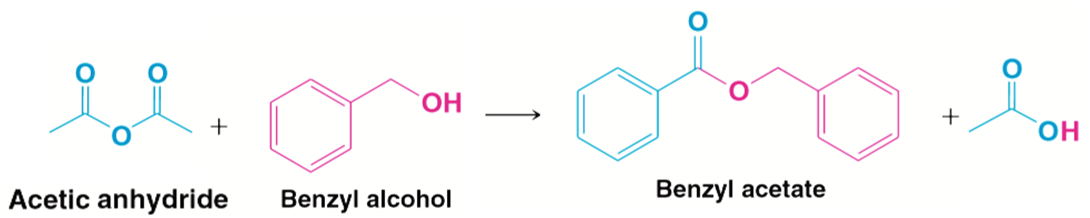 O O
O
+
OH
O
O
+
O
OH
Acetic anhydride
Benzyl alcohol
Benzyl acetate